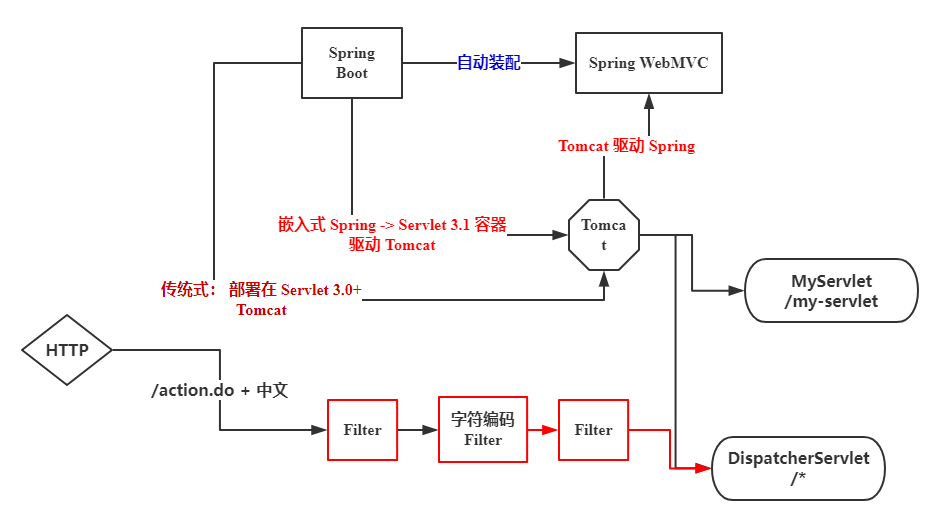 Spring
Boot
自动装配
Spring WebMVC
Tomcat 驱动 Spring
嵌入式 Spring -> Servlet 3.1 容器
驱动 Tomcat
Tomca
t
传统式： 部署在 Servlet 3.0+
Tomcat
MyServlet
/my-servlet
HTTP
/action.do + 中文
Filter
字符编码
Filter
Filter
DispatcherServlet
/*